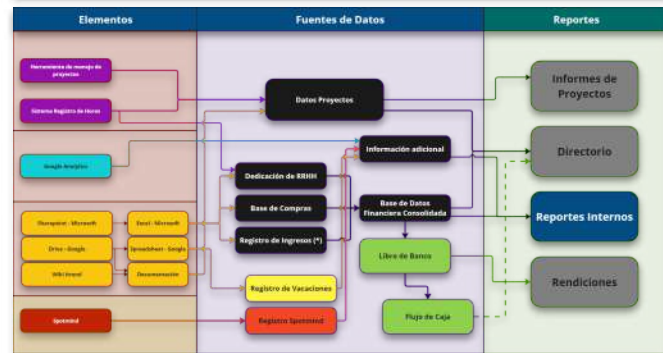 Elementos
Fuentes de Datos
Reportes
Herramienta de manejo de
proyectos
Sistema Registro de Horas
Google Analytics
Sharepoint - Microsoft
Excel - Microsoft
Drive - Google
Spreadsheet - Google
Wiki
Documentación
Spotmind
Datos Proyectos
Información adicional
Dedicación de RRHH
Base de Compras
Base de Datos
Financiera Consolidada
Registro de Ingresos (*)
Libro de Banco
Registro de Vacaciones
Registro Spotmind
Flujo de Caja
Informes de
Proyectos
Directorio
Reportes Internos
Rendiciones